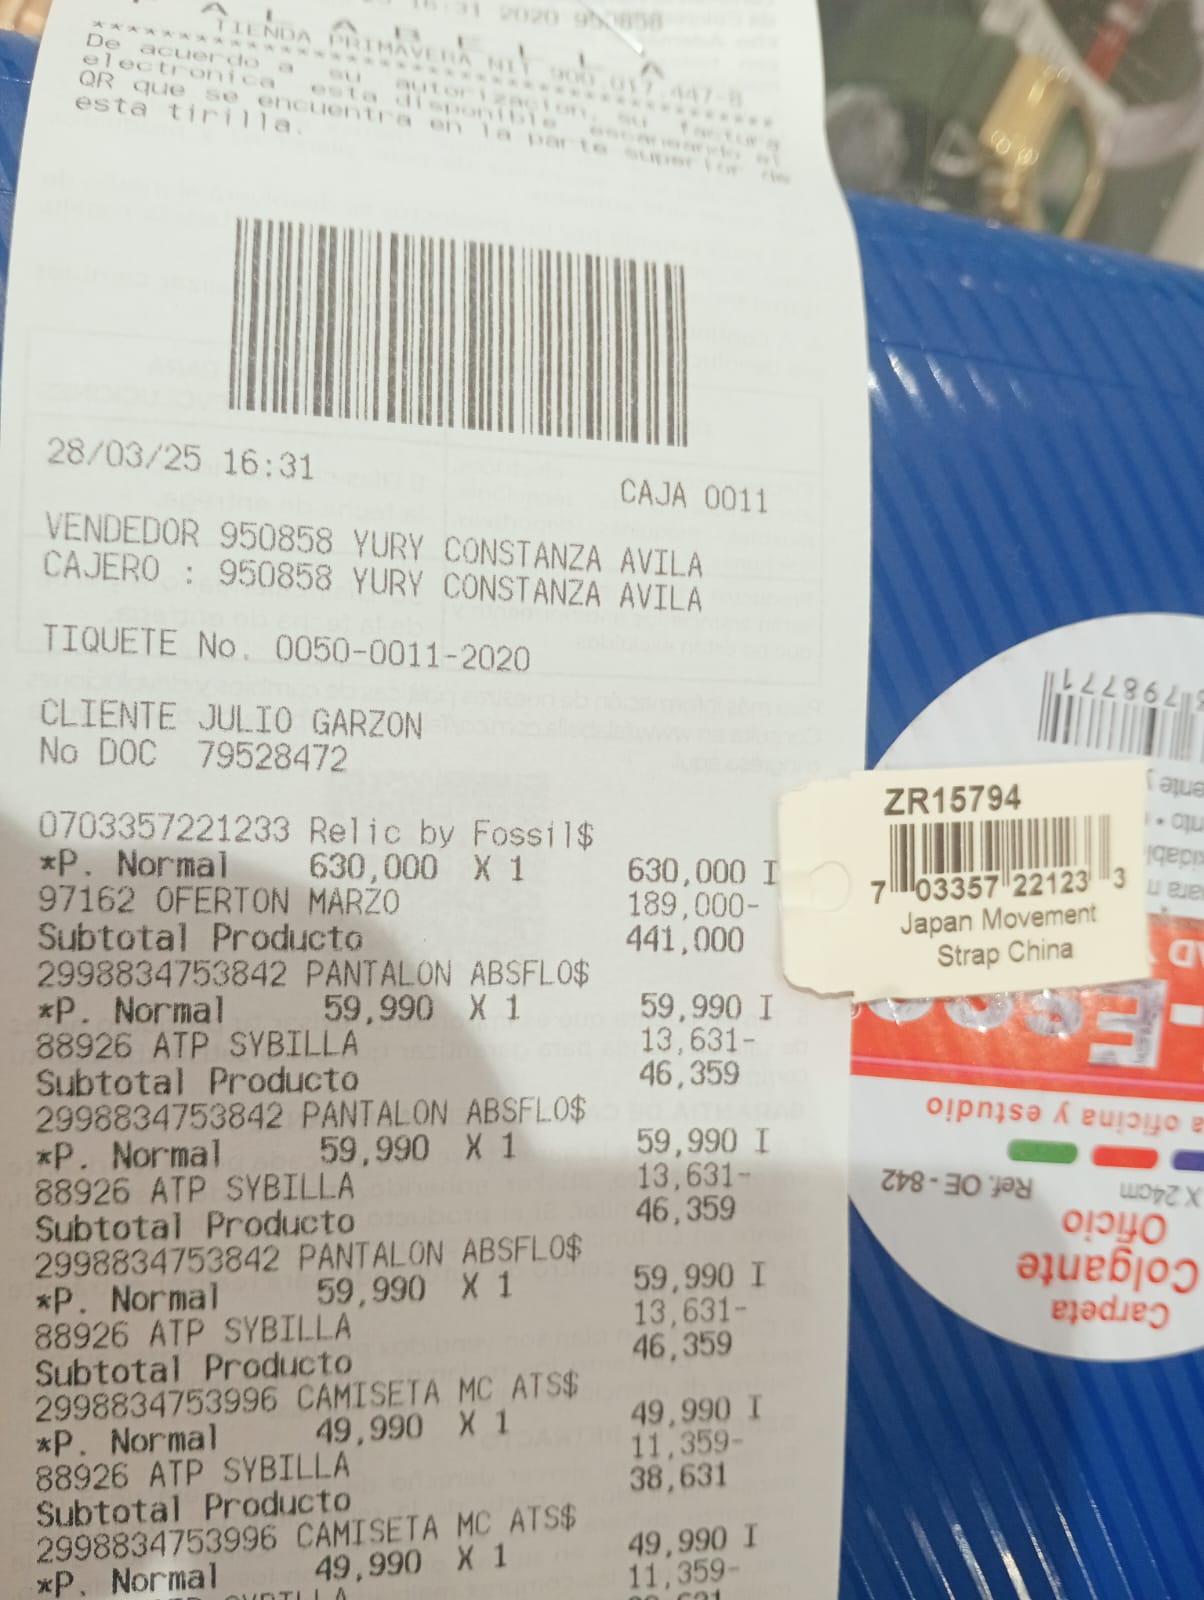 16:31 2020 950858
F A L A B E L L A
TIENDA PRIMAVERA NIT 900.017.447-8
******************************
De acuerdo a su autorizacion, su factura
electronica esta disponible escaneando el
QR que se encuentra en la parte superior de
esta tirilla.
28/03/25 16:31
CAJA 0011
VENDEDOR 950858 YURY CONSTANZA AVILA
CAJERO : 950858 YURY CONSTANZA AVILA
TIQUETE No. 0050-0011-2020
CLIENTE JULIO GARZON
No DOC 79528472
0703357221233 Relic by Fossil$
*P. Normal 630,000 X 1 630,000 I
97162 OFERTON MARZO 189,000-
Subtotal Producto 441,000
2998834753842 PANTALON ABSFLO$
*P. Normal 59,990 X 1 59,990 I
88926 ATP SYBILLA 13,631-
Subtotal Producto 46,359
2998834753842 PANTALON ABSFLO$
*P. Normal 59,990 X 1 59,990 I
88926 ATP SYBILLA 13,631-
Subtotal Producto 46,359
2998834753842 PANTALON ABSFLO$
*P. Normal 59,990 X 1 59,990 I
88926 ATP SYBILLA 13,631-
Subtotal Producto 46,359
2998834753996 CAMISETA MC ATS$
*P. Normal 49,990 X 1 49,990 I
88926 ATP SYBILLA 11,359-
Subtotal Producto 38,631
2998834753996 CAMISETA MC ATS$
*P. Normal 49,990 X 1 49,990 I
ATP SYBILLA 11,359-
ZR15794
7 03357 22123 3
Japan Movement
Strap China
Carpeta
Colgante
Oficio
X 24cm Ref. OE - 842
oficina y estudio
798771